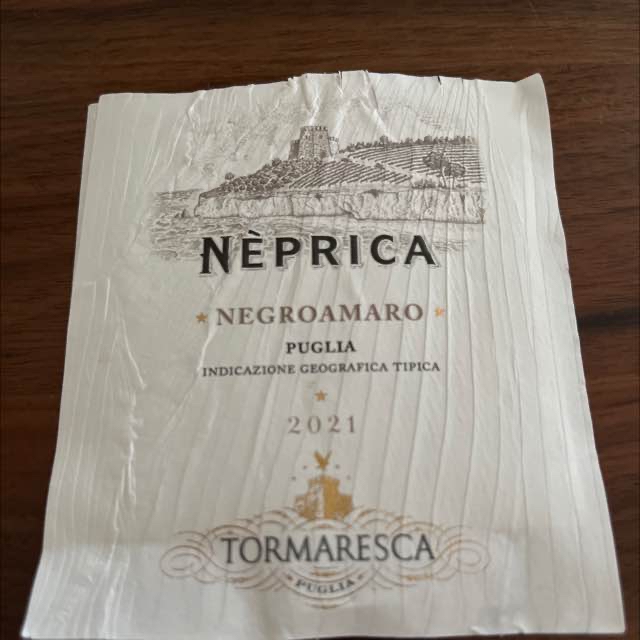 NÈPRICA
NEGROAMARO
PUGLIA
INDICAZIONE GEOGRAFICA TIPICA
2021
TORMARESCA
PUGLIA